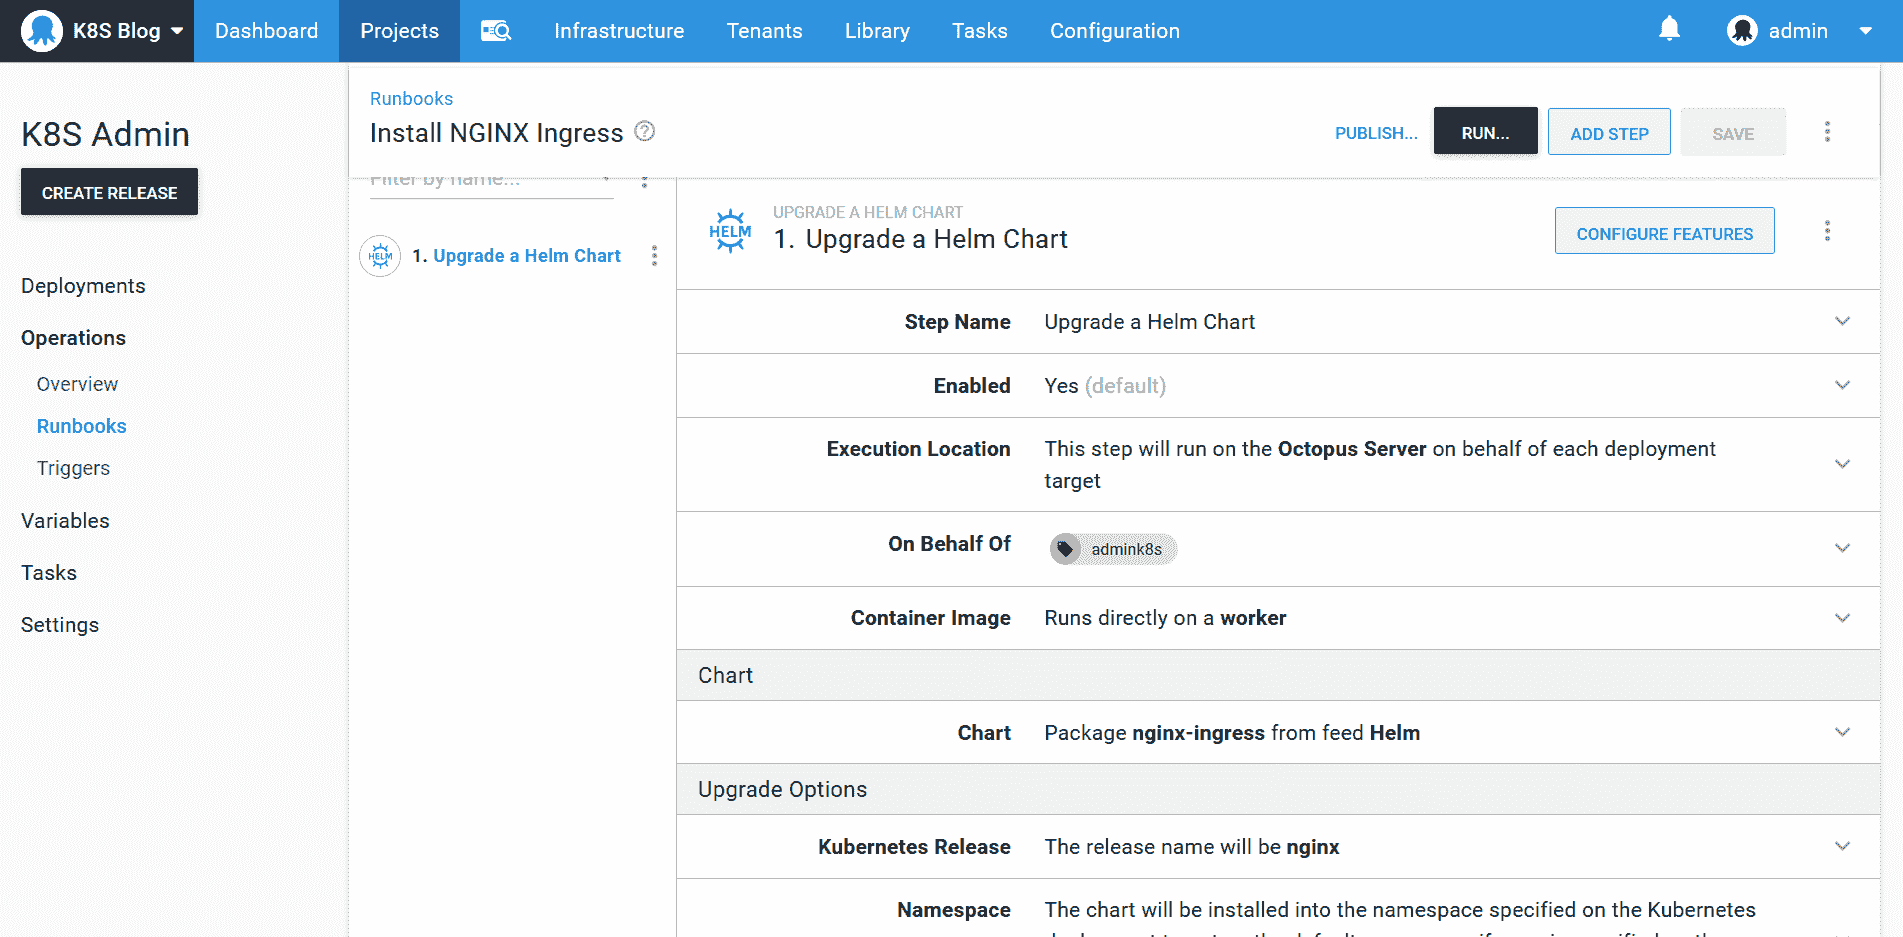 K8S Blog Dashboard Projects Infrastructure Tenants Library Tasks Configuration admin
K8S Admin
CREATE RELEASE
Deployments
Operations
Overview
Runbooks
Triggers
Variables
Tasks
Settings
Runbooks
Install NGINX Ingress ?
PUBLISH... RUN... ADD STEP SAVE
Filter by name...
HELM 1. Upgrade a Helm Chart
HELM
UPGRADE A HELM CHART
1. Upgrade a Helm Chart
CONFIGURE FEATURES
Step Name Upgrade a Helm Chart
Enabled Yes (default)
Execution Location This step will run on the Octopus Server on behalf of each deployment
target
On Behalf Of admink8s
Container Image Runs directly on a worker
Chart
Chart Package nginx-ingress from feed Helm
Upgrade Options
Kubernetes Release The release name will be nginx
Namespace The chart will be installed into the namespace specified on the Kubernetes